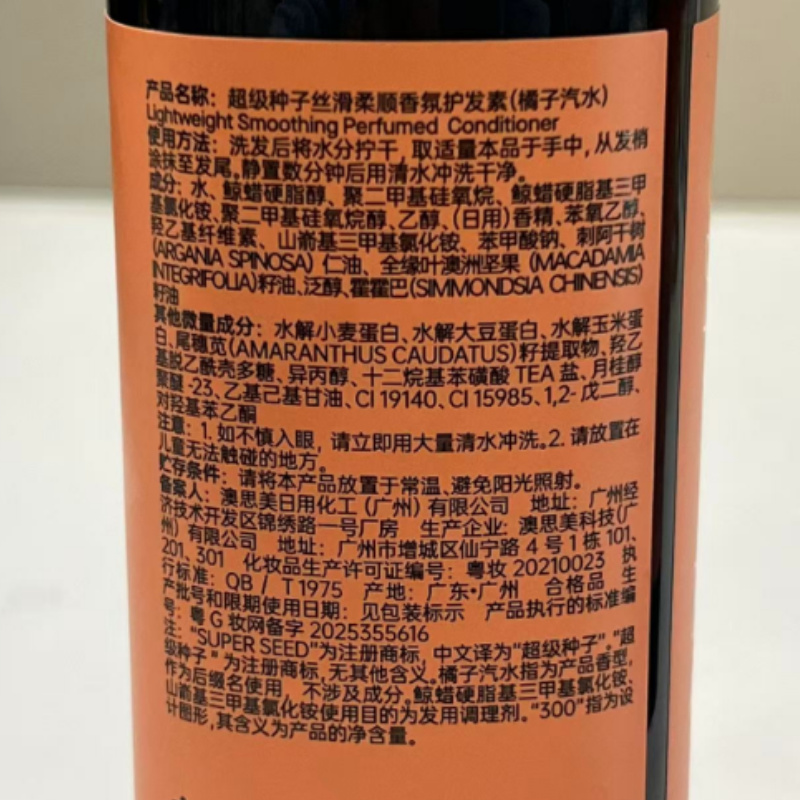 产品名称：超级种子丝滑柔顺香氛护发素（橘子汽水）
Lightweight Smoothing Perfumed Conditioner
使用方法：洗发后将水分拧干，取适量本品于手中，从发梢
涂抹至发尾。静置数分钟后用清水冲洗干净。
成分：水、鲸蜡硬脂醇、聚二甲基硅氧烷、鲸蜡硬脂基三甲
基氯化铵、聚二甲基硅氧烷醇、乙醇、（日用）香精、苯氧乙醇、
羟乙基纤维素、山嵛基三甲基氯化铵、苯甲酸钠、刺阿干树
(ARGANIA SPINOSA) 仁油、全缘叶澳洲坚果 (MACADAMIA
INTEGRIFOLIA)籽油、泛醇、霍霍巴(SIMMONDSIA CHINENSIS)
籽油
其他微量成分：水解小麦蛋白、水解大豆蛋白、水解玉米蛋
白、尾穗苋(AMARANTHUS CAUDATUS)籽提取物、羟乙
基脱乙酰壳多糖、异丙醇、十二烷基苯磺酸 TEA 盐、月桂醇
聚醚 -23、乙基己基甘油、CI 19140、CI 15985、1,2- 戊二醇、
对羟基苯乙酮
注意：1. 如不慎入眼，请立即用大量清水冲洗。2. 请放置在
儿童无法触碰的地方。
贮存条件：请将本产品放置于常温、避免阳光照射。
备案人：澳思美日用化工（广州）有限公司 地址：广州经
济技术开发区锦绣路一号厂房 生产企业：澳思美科技(广
州）有限公司 地址：广州市增城区仙宁路 4 号 1 栋 101、
201、301 化妆品生产许可证编号：粤妆 20210023 执
行标准：QB / T 1975 产地：广东·广州 合格品 生
产批号和限期使用日期：见包装标示 产品执行的标准编
号：粤 G 妆网备字 2025355616
注：“SUPER SEED”为注册商标，中文译为“超级种子”。“超
级种子”为注册商标，无其他含义。橘子汽水指为产品香型，
作为后缀名使用，不涉及成分。鲸蜡硬脂基三甲基氯化铵、
山嵛基三甲基氯化铵使用目的为发用调理剂。“300”指为设
计图形，其含义为产品的净含量。